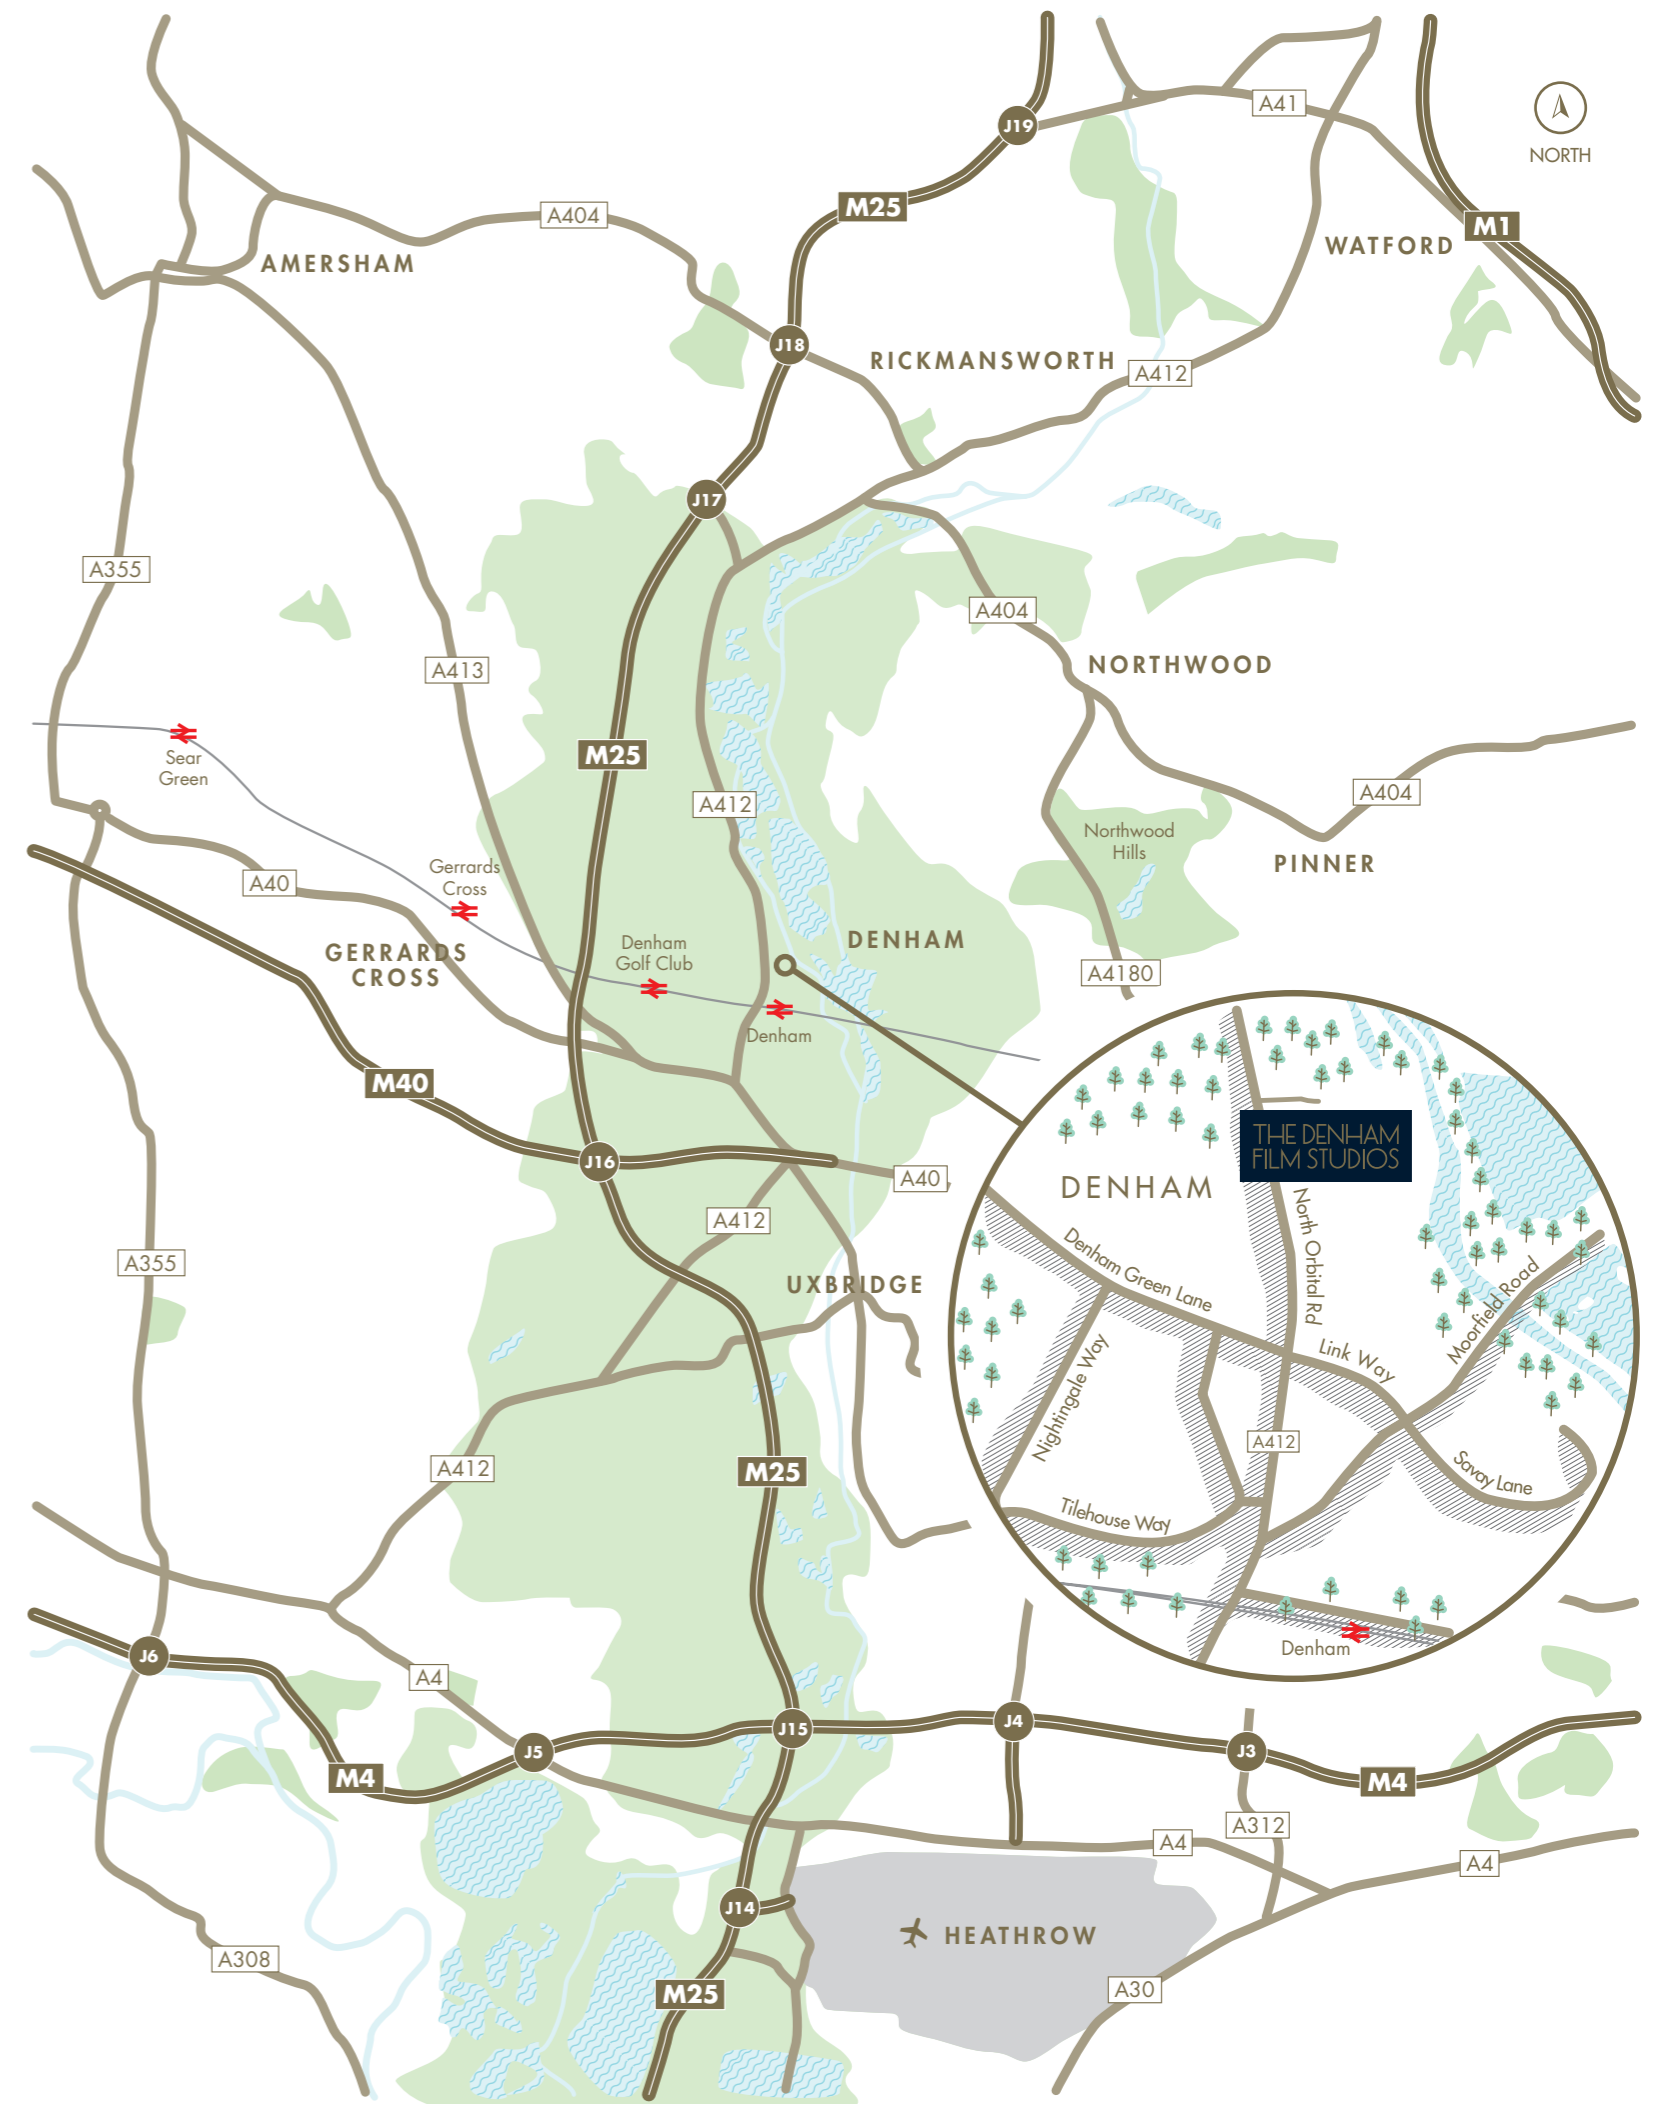 J19
A41
NORTH
M25
A404
M1
WATFORD
AMERSHAM
J18
RICKMANSWORTH
A412
J17
A355
A404
A413
NORTHWOOD
Sear
Green
M25
A412
A404
Northwood
Hills
PINNER
Gerrards
Cross
A40
GERRARDS
CROSS
Denham
Golf Club
DENHAM
A4180
Denham
M40
THE DENHAM
FILM STUDIOS
J16
A40
DENHAM
A412
North Orbital Rd
Denham Green Lane
A355
UXBRIDGE
Moorfield Road
Link Way
Nightingale Way
A412
A412
M25
Savay Lane
Tilehouse Way
Denham
J6
A4
J5
J15
J4
J3
M4
M4
A312
A4
A4
J14
HEATHROW
A308
M25
A30